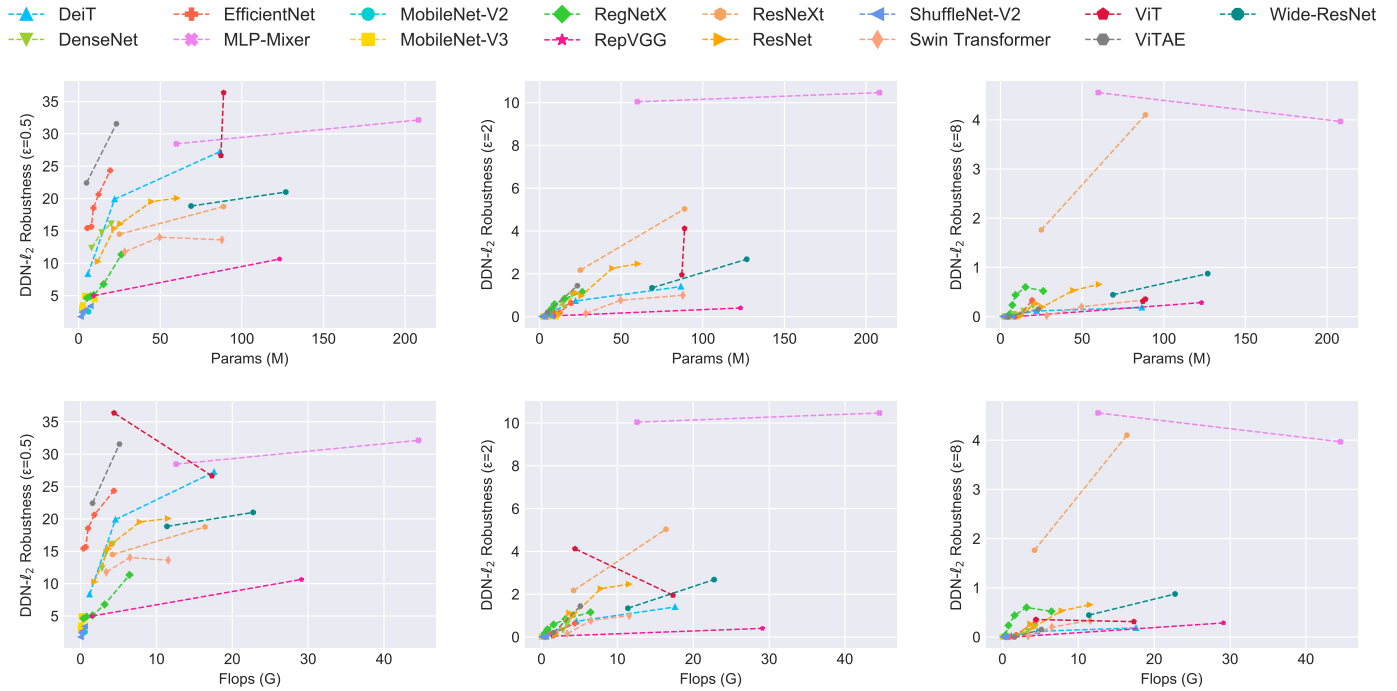 DeiT EfficientNet MobileNet-V2 RegNetX ResNeXt ShuffleNet-V2 ViT Wide-ResNet
DenseNet MLP-Mixer MobileNet-V3 RepVGG ResNet Swin Transformer ViTAE
DDN-ℓ2 Robustness (ε=0.5)
35
30
25
20
15
10
5
0 50 100 150 200
Params (M)
DDN-ℓ2 Robustness (ε=2)
10
8
6
4
2
0
0 50 100 150 200
Params (M)
DDN-ℓ2 Robustness (ε=8)
4
3
2
1
0
0 50 100 150 200
Params (M)
DDN-ℓ2 Robustness (ε=0.5)
35
30
25
20
15
10
5
0 10 20 30 40
Flops (G)
DDN-ℓ2 Robustness (ε=2)
10
8
6
4
2
0
0 10 20 30 40
Flops (G)
DDN-ℓ2 Robustness (ε=8)
4
3
2
1
0
0 10 20 30 40
Flops (G)